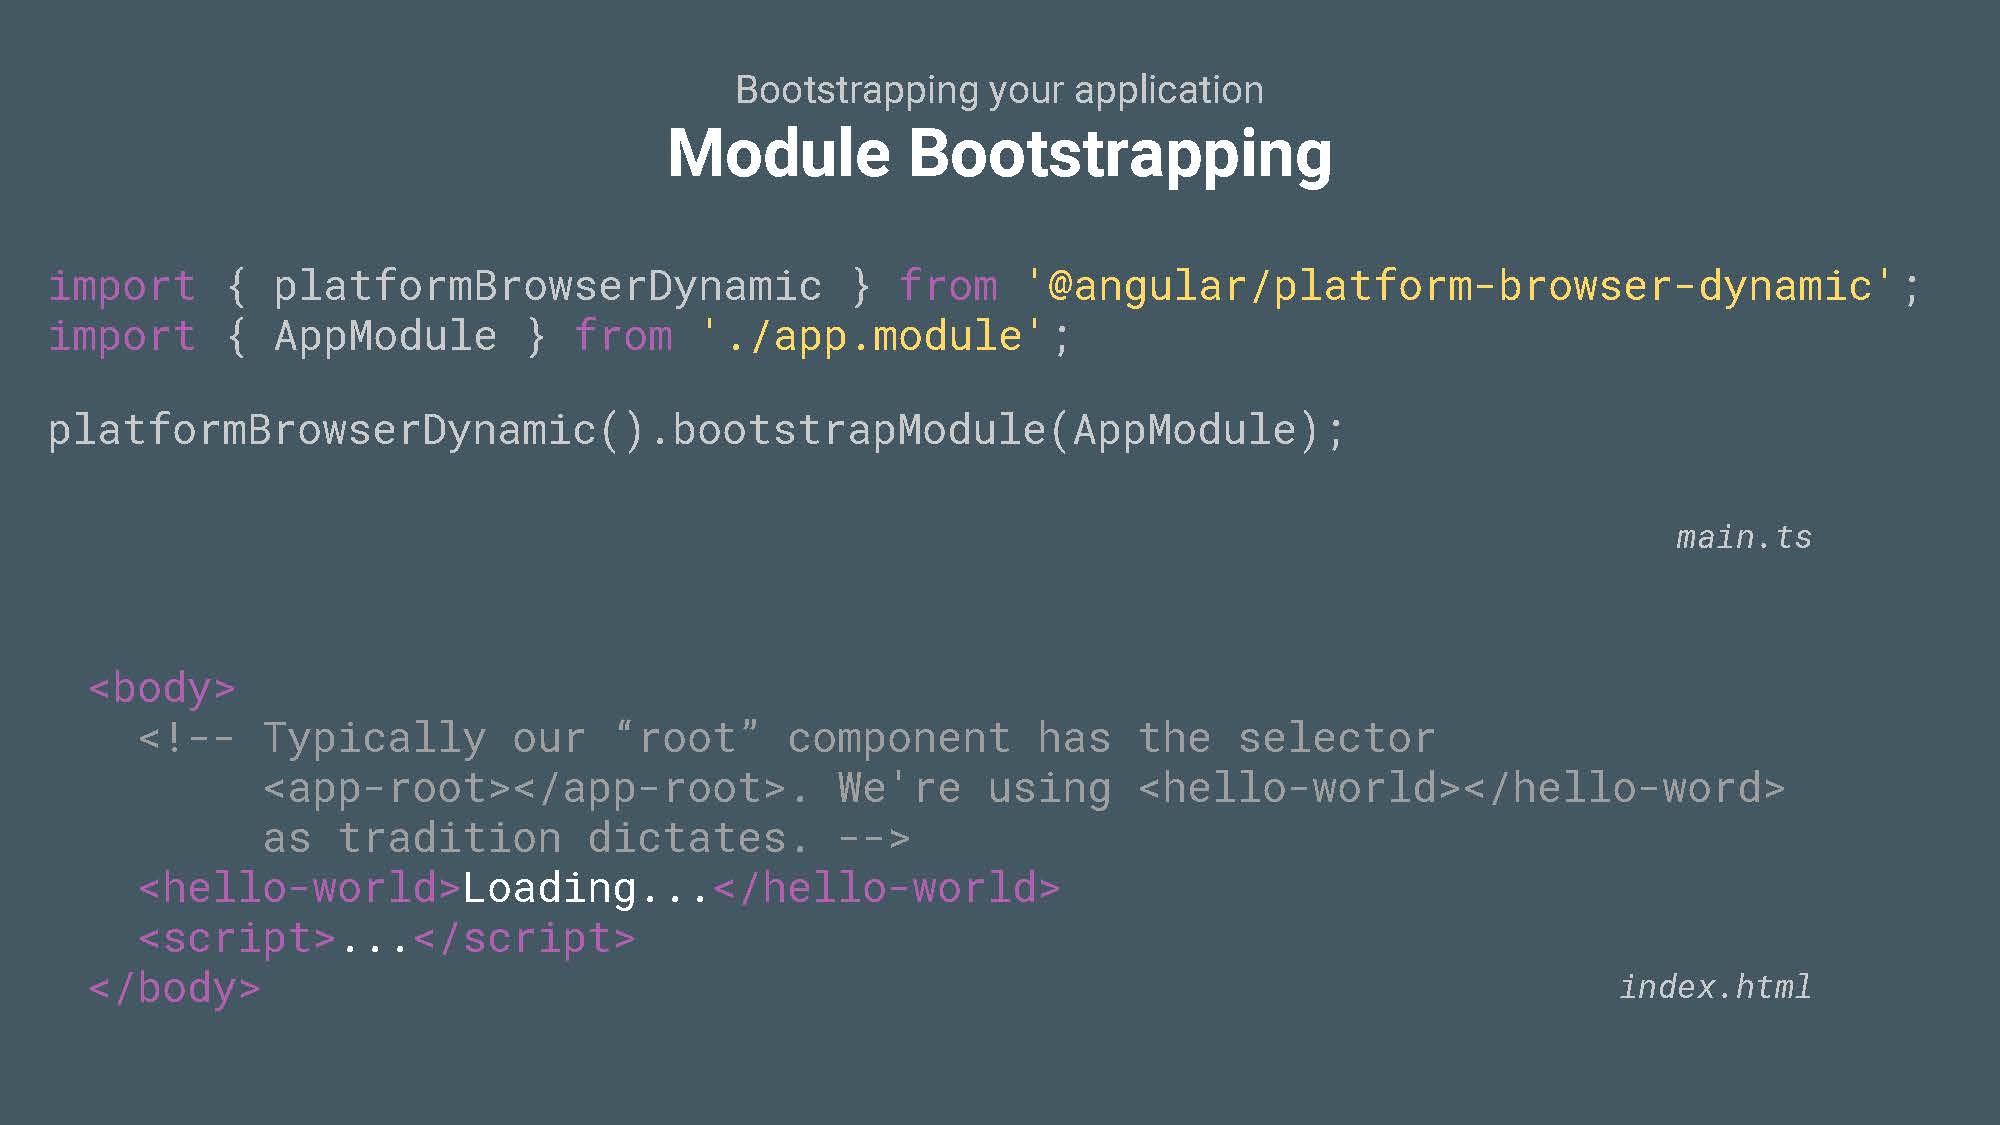 Bootstrapping your application
Module Bootstrapping
import { platformBrowserDynamic } from '@angular/platform-browser-dynamic';
import { AppModule } from './app.module';
platformBrowserDynamic().bootstrapModule(AppModule);
main.ts
<body>
<!-- Typically our “root” component has the selector
<app-root></app-root>. We're using <hello-world></hello-word>
as tradition dictates. -->
<hello-world>Loading...</hello-world>
<script>...</script>
</body>
index.html